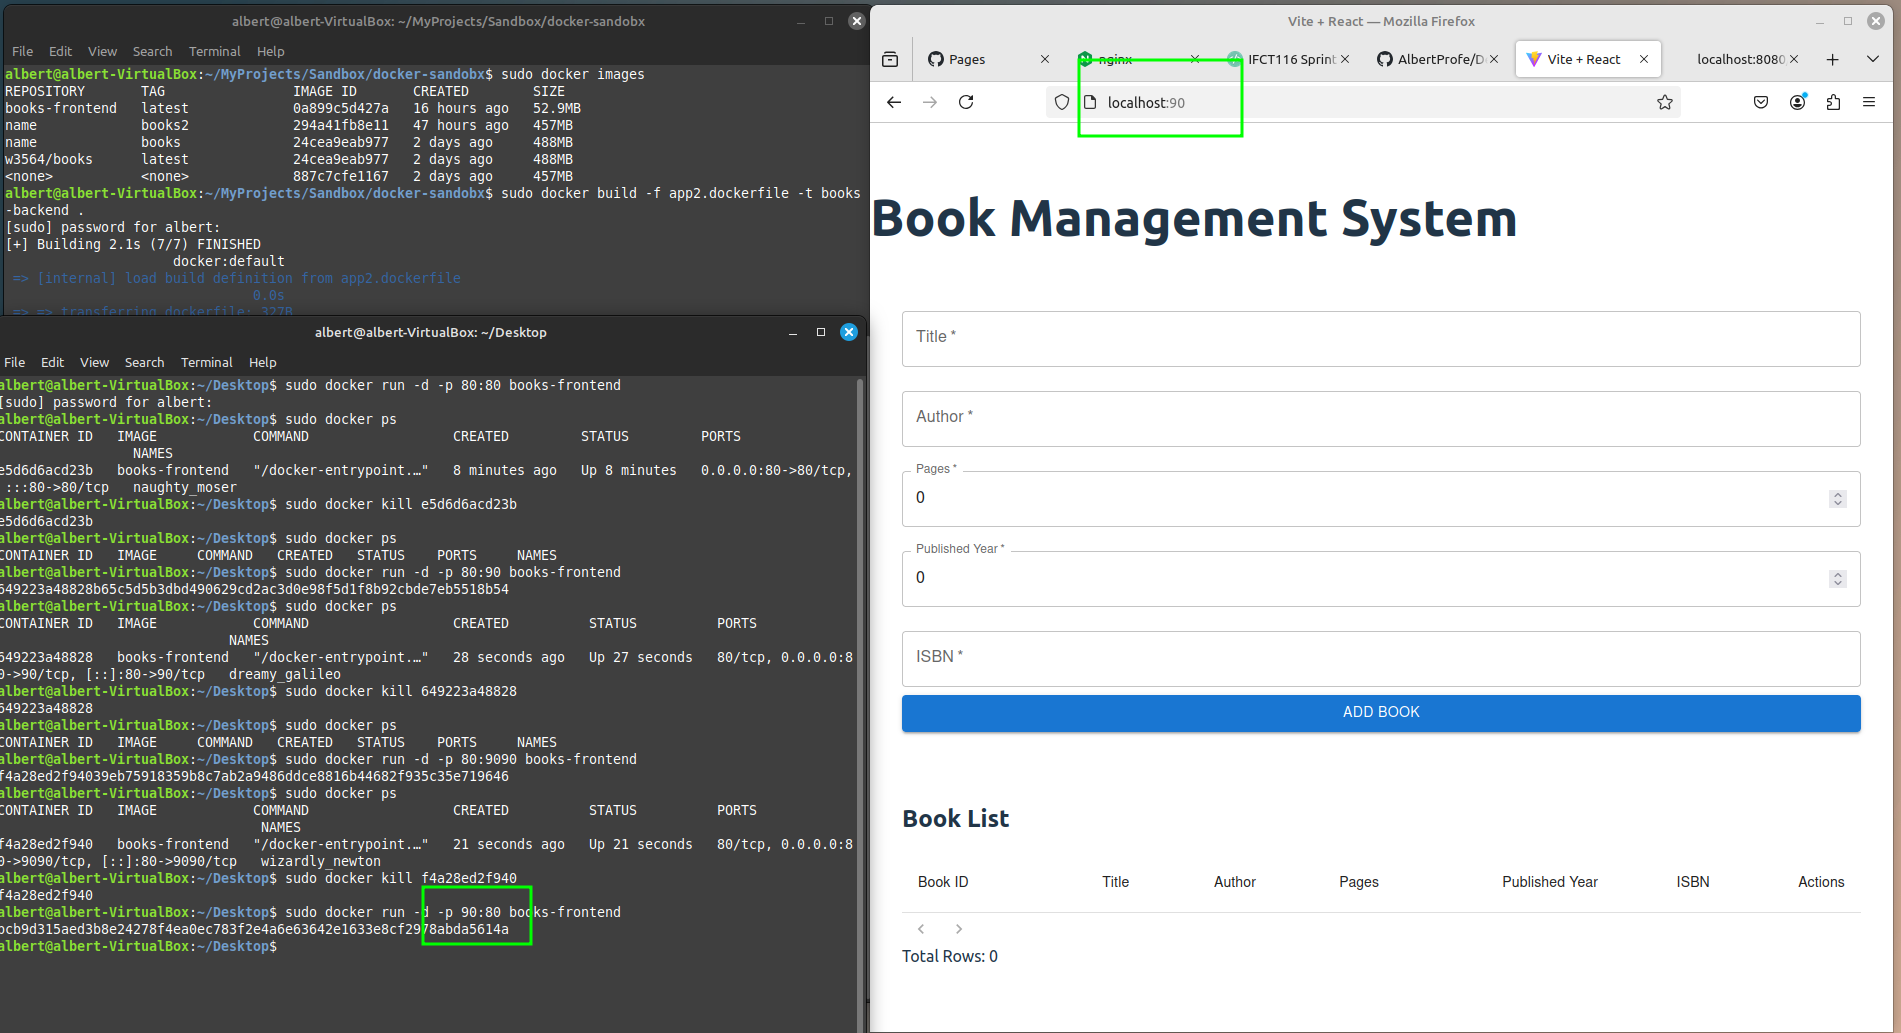 albert@albert-VirtualBox: ~/MyProjects/Sandbox/docker-sandobx
File Edit View Search Terminal Help
albert@albert-VirtualBox:~/MyProjects/Sandbox/docker-sandobx$ sudo docker images
REPOSITORY TAG IMAGE ID CREATED SIZE
books-frontend latest 0a899c5d427a 16 hours ago 52.9MB
name books2 294a41fb8e11 47 hours ago 457MB
name books 24cea9eab977 2 days ago 488MB
w3564/books latest 24cea9eab977 2 days ago 488MB
<none> <none> 887c7cfe1167 2 days ago 457MB
albert@albert-VirtualBox:~/MyProjects/Sandbox/docker-sandobx$ sudo docker build -f app2.dockerfile -t books
-backend .
[sudo] password for albert:
[+] Building 2.1s (7/7) FINISHED
docker:default
=> [internal] load build definition from app2.dockerfile
0.0s
=> => transferring dockerfile: 327B
albert@albert-VirtualBox: ~/Desktop
File Edit View Search Terminal Help
albert@albert-VirtualBox:~/Desktop$ sudo docker run -d -p 80:80 books-frontend
[sudo] password for albert:
albert@albert-VirtualBox:~/Desktop$ sudo docker ps
CONTAINER ID IMAGE COMMAND CREATED STATUS PORTS
NAMES
e5d6d6acd23b books-frontend "/docker-entrypoint.…" 8 minutes ago Up 8 minutes 0.0.0.0:80->80/tcp,
:::80->80/tcp naughty_moser
albert@albert-VirtualBox:~/Desktop$ sudo docker kill e5d6d6acd23b
e5d6d6acd23b
albert@albert-VirtualBox:~/Desktop$ sudo docker ps
CONTAINER ID IMAGE COMMAND CREATED STATUS PORTS NAMES
albert@albert-VirtualBox:~/Desktop$ sudo docker run -d -p 80:90 books-frontend
649223a48828b65c5d5b3dbd490629cd2ac3d0e98f5d1f8b92cbde7eb5518b54
albert@albert-VirtualBox:~/Desktop$ sudo docker ps
CONTAINER ID IMAGE COMMAND CREATED STATUS PORTS
NAMES
649223a48828 books-frontend "/docker-entrypoint.…" 28 seconds ago Up 27 seconds 80/tcp, 0.0.0.0:8
0->90/tcp, [::]:80->90/tcp dreamy_galileo
albert@albert-VirtualBox:~/Desktop$ sudo docker kill 649223a48828
649223a48828
albert@albert-VirtualBox:~/Desktop$ sudo docker ps
CONTAINER ID IMAGE COMMAND CREATED STATUS PORTS NAMES
albert@albert-VirtualBox:~/Desktop$ sudo docker run -d -p 80:9090 books-frontend
f4a28ed2f94039eb75918359b8c7ab2a9486ddce8816b44682f935c35e719646
albert@albert-VirtualBox:~/Desktop$ sudo docker ps
CONTAINER ID IMAGE COMMAND CREATED STATUS PORTS
NAMES
f4a28ed2f940 books-frontend "/docker-entrypoint.…" 21 seconds ago Up 21 seconds 80/tcp, 0.0.0.0:8
0->9090/tcp, [::]:80->9090/tcp wizardly_newton
albert@albert-VirtualBox:~/Desktop$ sudo docker kill f4a28ed2f940
f4a28ed2f940
albert@albert-VirtualBox:~/Desktop$ sudo docker run -d -p 90:80 books-frontend
bcb9d315aed3b8e24278f4ea0ec783f2e4a6e63642e1633e8cf2978abda5614a
albert@albert-VirtualBox:~/Desktop$
Vite + React — Mozilla Firefox
Pages nginx IFCT116 Sprint AlbertProfe/D Vite + React localhost:8080
localhost:90
Book Management System
Title *
Author *
Pages *
0
Published Year *
0
ISBN *
ADD BOOK
Book List
Book ID Title Author Pages Published Year ISBN Actions
Total Rows: 0